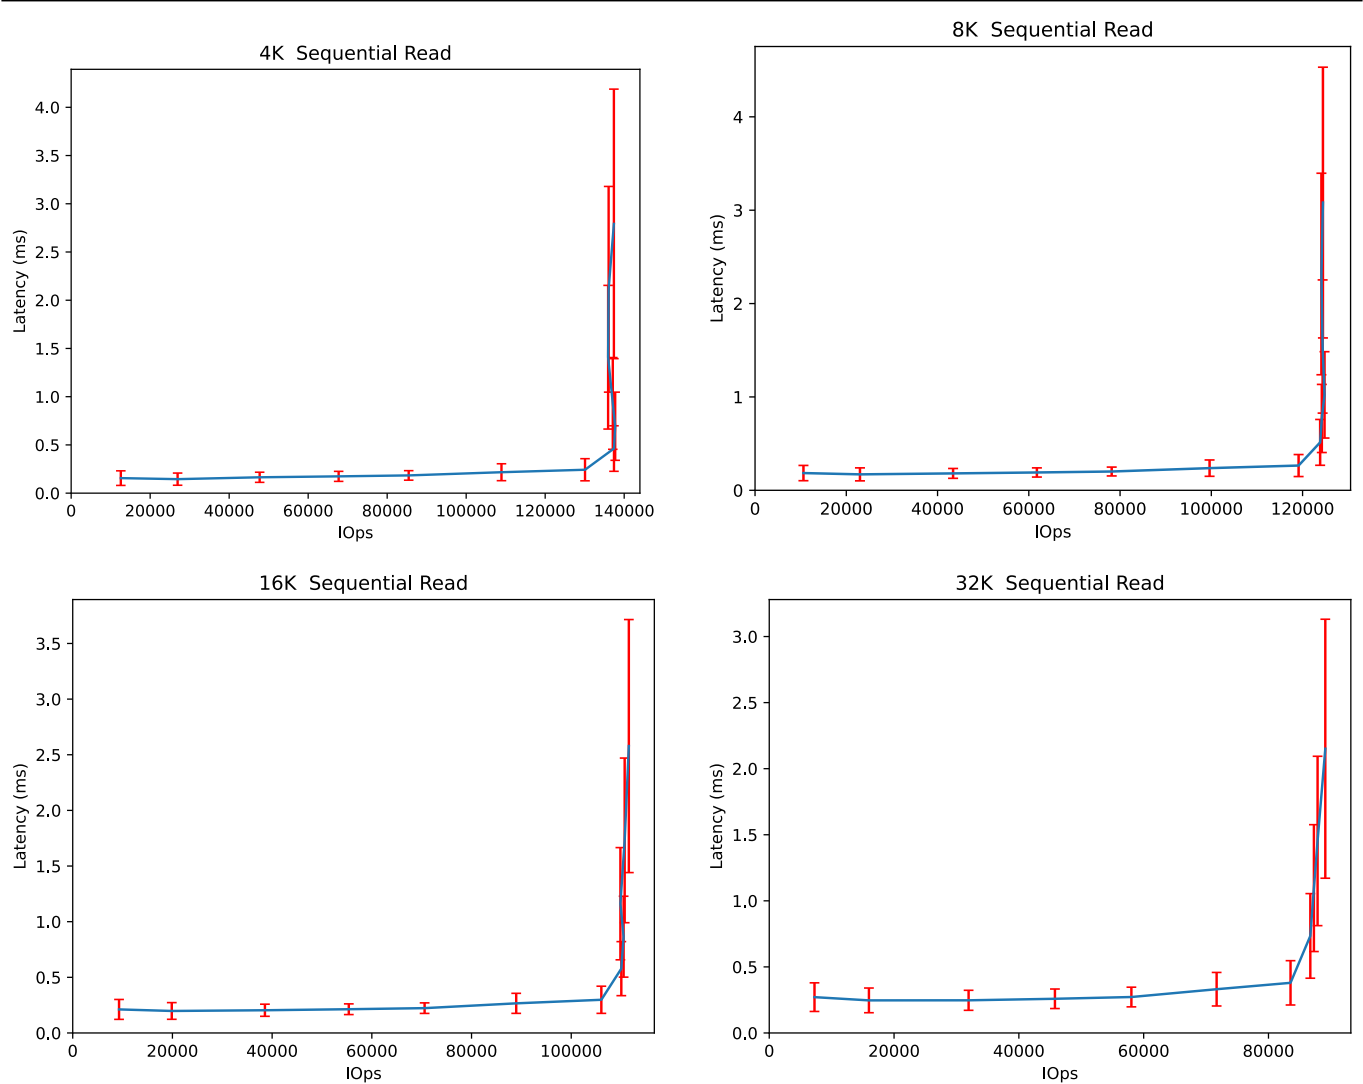 4K  Sequential Read
Latency (ms)
4.0
3.5
3.0
2.5
2.0
1.5
1.0
0.5
0.0
0 20000 40000 60000 80000 100000 120000 140000
IOps
8K  Sequential Read
Latency (ms)
4
3
2
1
0
0 20000 40000 60000 80000 100000 120000
IOps
16K  Sequential Read
Latency (ms)
3.5
3.0
2.5
2.0
1.5
1.0
0.5
0.0
0 20000 40000 60000 80000 100000
IOps
32K  Sequential Read
Latency (ms)
3.0
2.5
2.0
1.5
1.0
0.5
0.0
0 20000 40000 60000 80000
IOps